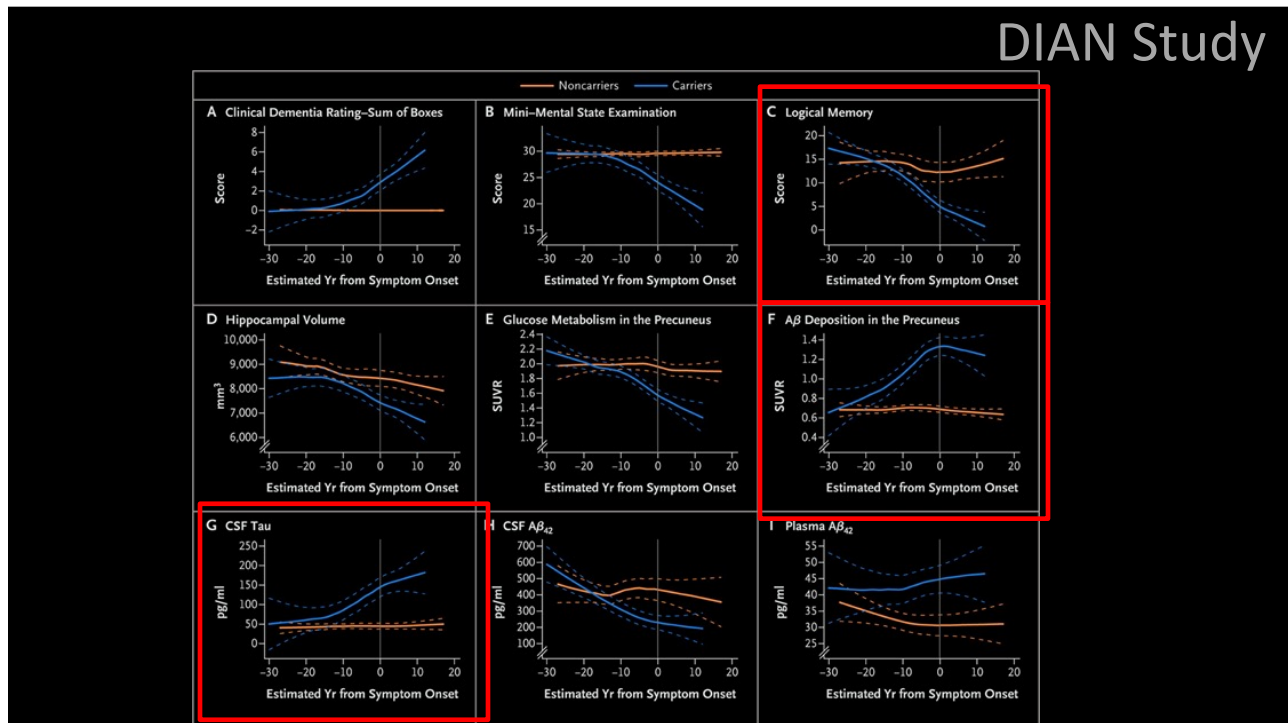 DIAN Study
Noncarriers Carriers
A Clinical Dementia Rating–Sum of Boxes
8
6
4
2
0
−2
Score
−30 −20 −10 0 10 20
Estimated Yr from Symptom Onset
B Mini–Mental State Examination
30
25
20
15
Score
−30 −20 −10 0 10 20
Estimated Yr from Symptom Onset
C Logical Memory
20
15
10
5
0
Score
−30 −20 −10 0 10 20
Estimated Yr from Symptom Onset
D Hippocampal Volume
10,000
9,000
8,000
7,000
6,000
mm³
−30 −20 −10 0 10 20
Estimated Yr from Symptom Onset
E Glucose Metabolism in the Precuneus
2.4
2.2
2.0
1.8
1.6
1.4
1.2
1.0
SUVR
−30 −20 −10 0 10 20
Estimated Yr from Symptom Onset
F Aβ Deposition in the Precuneus
1.4
1.2
1.0
0.8
0.6
0.4
SUVR
−30 −20 −10 0 10 20
Estimated Yr from Symptom Onset
G CSF Tau
250
200
150
100
50
0
pg/ml
−30 −20 −10 0 10 20
Estimated Yr from Symptom Onset
H CSF Aβ42
700
600
500
400
300
200
100
pg/ml
−30 −20 −10 0 10 20
Estimated Yr from Symptom Onset
I Plasma Aβ42
55
50
45
40
35
30
25
pg/ml
−30 −20 −10 0 10 20
Estimated Yr from Symptom Onset